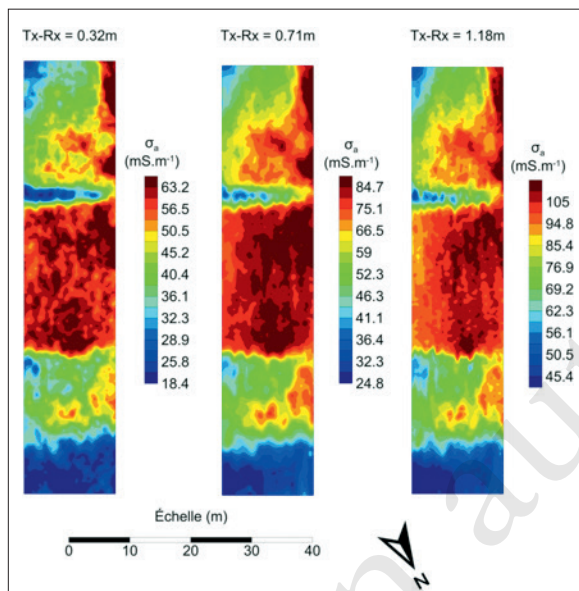 Tx-Rx = 0.32m
Tx-Rx = 0.71m
Tx-Rx = 1.18m
σa
(mS.m⁻¹)
63.2
56.5
50.5
45.2
40.4
36.1
32.3
28.9
25.8
18.4
σa
(mS.m⁻¹)
84.7
75.1
66.5
59
52.3
46.3
41.1
36.4
32.3
24.8
σa
(mS.m⁻¹)
105
94.8
85.4
76.9
69.2
62.3
56.1
50.5
45.4
Échelle (m)
0 10 20 30 40
N